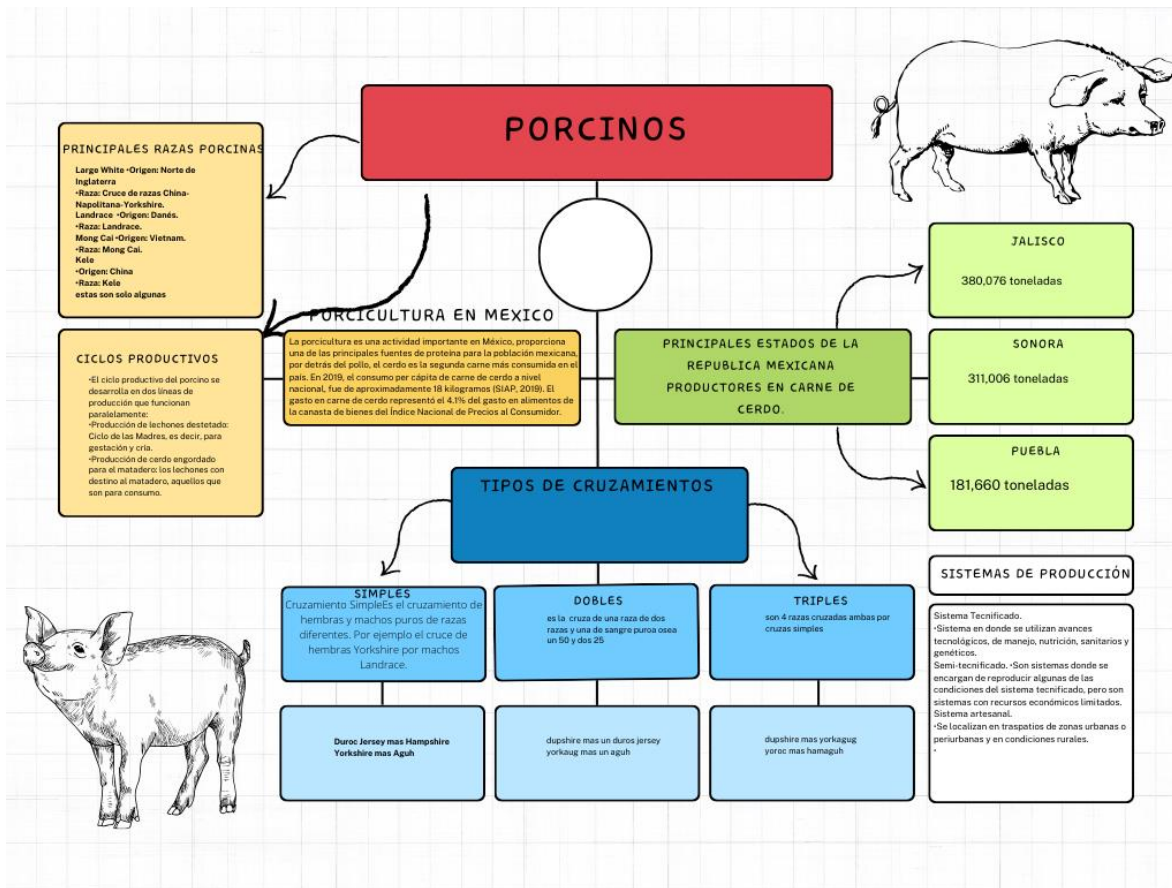 PORCINOS
PRINCIPALES RAZAS PORCINAS
Large White •Origen: Norte de
Inglaterra
•Raza: Cruce de razas China-
Napolitana-Yorkshire.
Landrace •Origen: Danés.
•Raza: Landrace.
Mong Cai •Origen: Vietnam.
•Raza: Mong Cai.
Kele
•Origen: China
•Raza: Kele
estas son solo algunas
CICLOS PRODUCTIVOS
•El ciclo productivo del porcino se
desarrolla en dos líneas de
producción que funcionan
paralelamente:
•Producción de lechones destetado:
Ciclo de las Madres, es decir, para
gestación y cría.
•Producción de cerdo engordado
para el matadero: los lechones con
destino al matadero, aquellos que
son para consumo.
PORCICULTURA EN MEXICO
La porcicultura es una actividad importante en México, proporciona
una de las principales fuentes de proteína para la población mexicana,
por detrás del pollo, el cerdo es la segunda carne más consumida en el
país. En 2019, el consumo per cápita de carne de cerdo a nivel
nacional, fue de aproximadamente 18 kilogramos (SIAP, 2019). El
gasto en carne de cerdo representó el 4.1% del gasto en alimentos de
la canasta de bienes del Índice Nacional de Precios al Consumidor.
PRINCIPALES ESTADOS DE LA
REPUBLICA MEXICANA
PRODUCTORES EN CARNE DE
CERDO.
JALISCO
380,076 toneladas
SONORA
311,006 toneladas
PUEBLA
181,660 toneladas
TIPOS DE CRUZAMIENTOS
SIMPLES
Cruzamiento SimpleEs el cruzamiento de
hembras y machos puros de razas
diferentes. Por ejemplo el cruce de
hembras Yorkshire por machos
Landrace.
Duroc Jersey mas Hampshire
Yorkshire mas Aguh
DOBLES
es la cruza de una raza de dos
razas y una de sangre puroa osea
un 50 y dos 25
dupshire mas un duros jersey
yorkaug mas un aguh
TRIPLES
son 4 razas cruzadas ambas por
cruzas simples
dupshire mas yorkagug
yoroc mas hamaguh
SISTEMAS DE PRODUCCIÓN
Sistema Tecnificado.
•Sistema en donde se utilizan avances
tecnológicos, de manejo, nutrición, sanitarios y
genéticos.
Semi-tecnificado. •Son sistemas donde se
encargan de reproducir algunas de las
condiciones del sistema tecnificado, pero son
sistemas con recursos económicos limitados.
Sistema artesanal.
•Se localizan en traspatios de zonas urbanas o
periurbanas y en condiciones rurales.
•